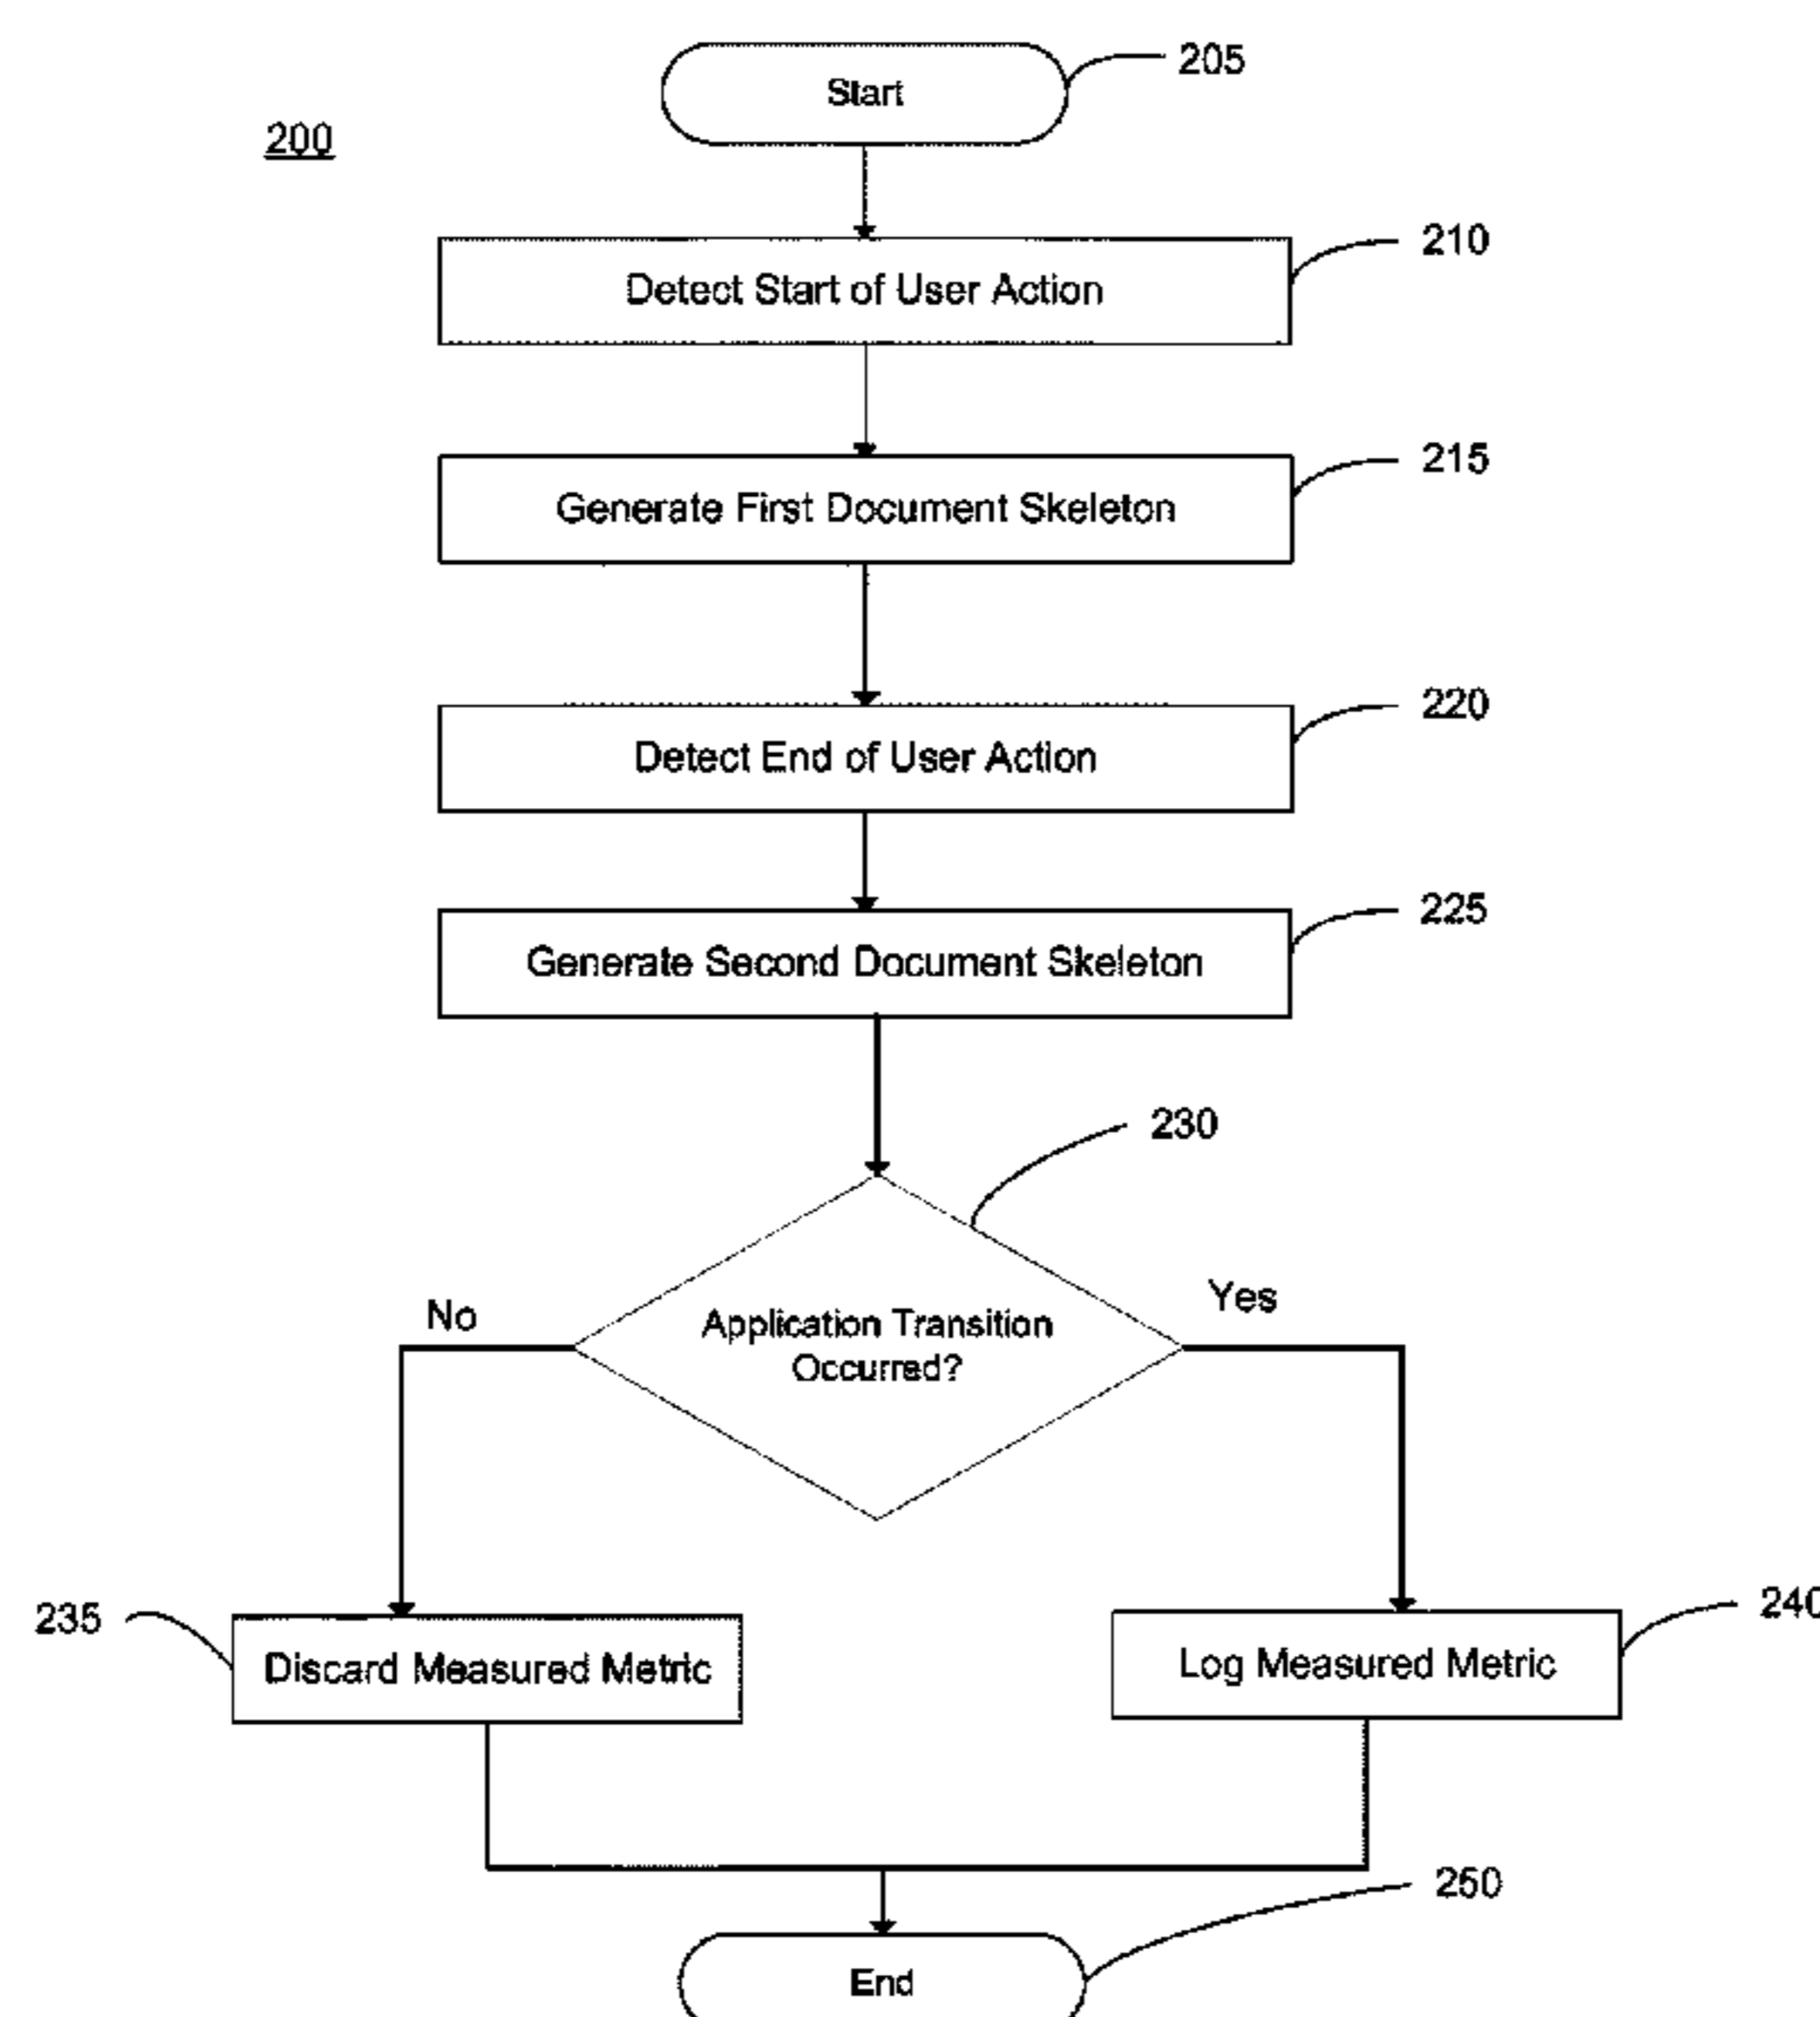 205
Start
200
210
Detect Start of User Action
215
Generate First Document Skeleton
220
Detect End of User Action
225
Generate Second Document Skeleton
230
No
Yes
Application Transition
Occurred?
235
240
Discard Measured Metric
Log Measured Metric
250
End